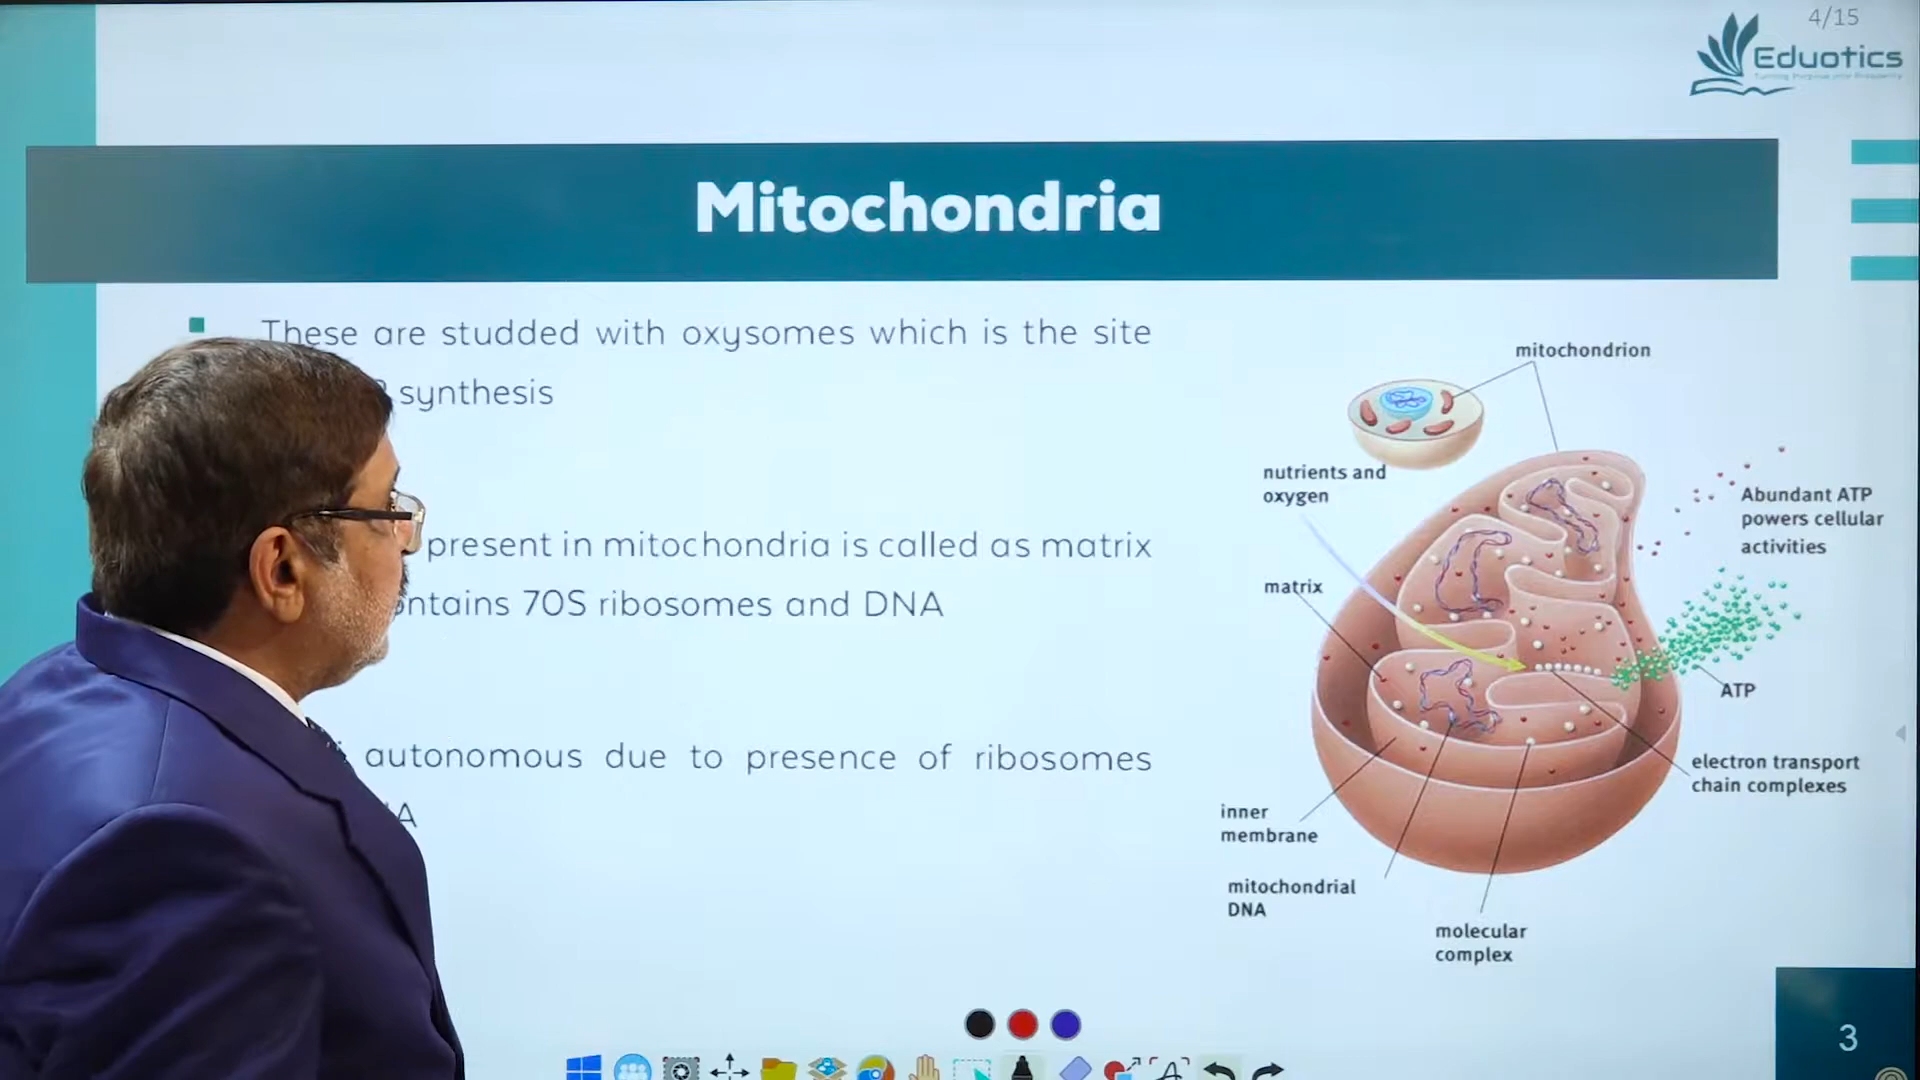 4/15
Eduotics
Mitochondria
These are studded with oxysomes which is the site
synthesis
present in mitochondria is called as matrix
70S ribosomes and DNA
autonomous due to presence of ribosomes
mitochondrion
nutrients and
oxygen
Abundant ATP
powers cellular
activities
matrix
ATP
electron transport
chain complexes
inner
membrane
mitochondrial
DNA
molecular
complex
3